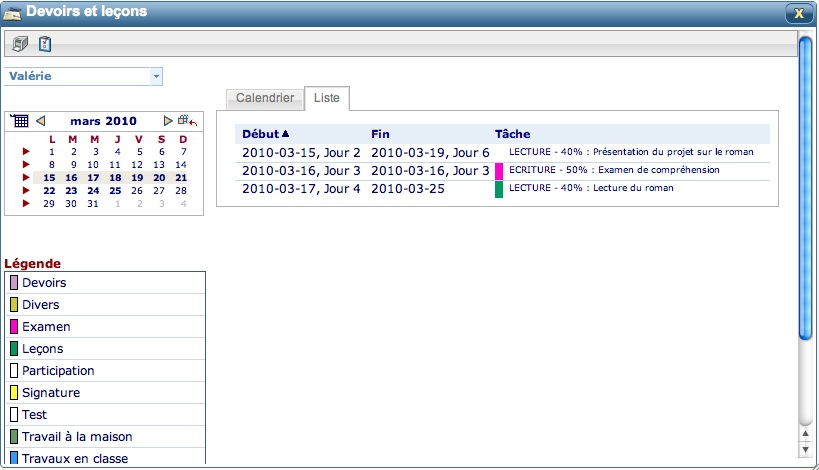 Devoirs et leçons
X
Valérie
Calendrier Liste
mars 2010
L M M J V S D
1 2 3 4 5 6 7
8 9 10 11 12 13 14
15 16 17 18 19 20 21
22 23 24 25 26 27 28
29 30 31 1 2 3 4
Début Fin Tâche
2010-03-15, Jour 2 2010-03-19, Jour 6 LECTURE - 40% : Présentation du projet sur le roman
2010-03-16, Jour 3 2010-03-16, Jour 3 ECRITURE - 50% : Examen de compréhension
2010-03-17, Jour 4 2010-03-25 LECTURE - 40% : Lecture du roman
Légende
Devoirs
Divers
Examen
Leçons
Participation
Signature
Test
Travail à la maison
Travaux en classe